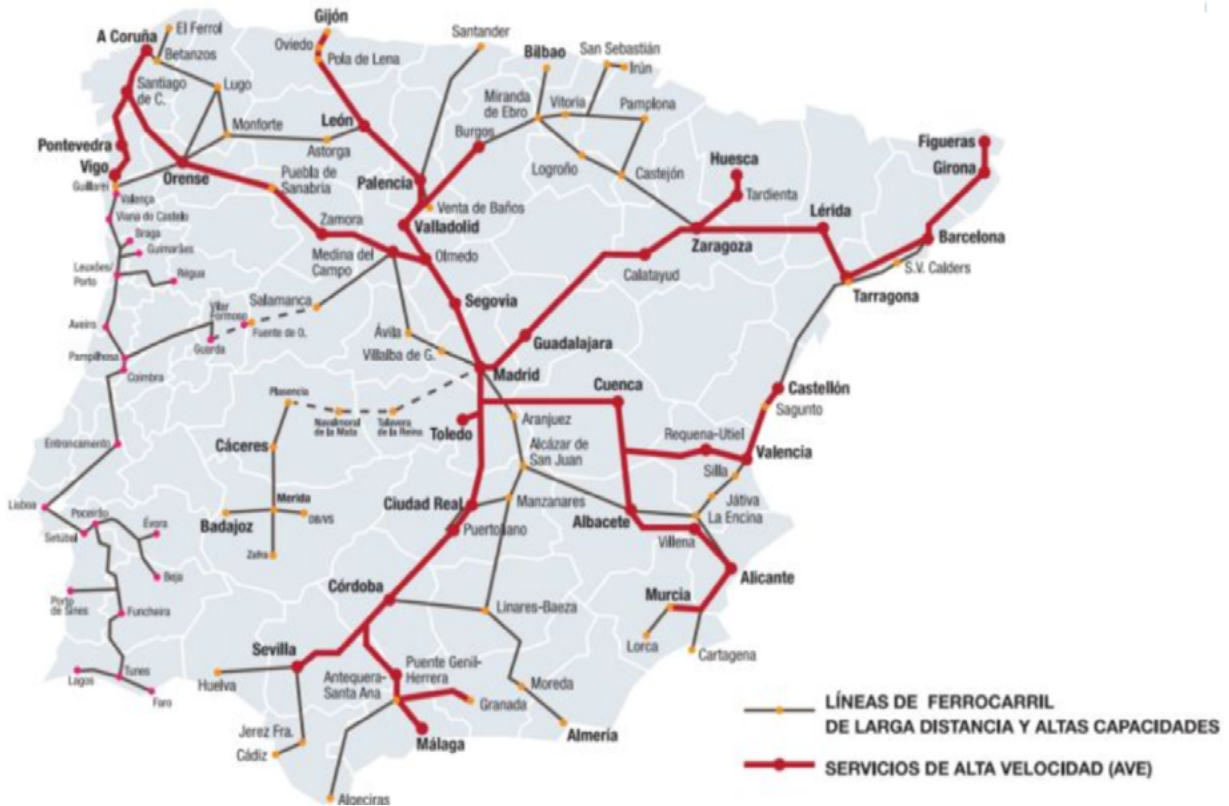 El Ferrol
A Coruña
Betanzos
Gijón
Oviedo
Pola de Lena
Santander
Bilbao
San Sebastián
Irún
Santiago
de C.
Lugo
Monforte
León
Astorga
Miranda
de Ebro
Vitoria
Pamplona
Burgos
Logroño
Castejón
Pontevedra
Vigo
Guillarei
Orense
Puebla de
Sanabria
Palencia
Venta de Baños
Huesca
Tardienta
Figueras
Girona
Valença
Viana do Castelo
Braga
Guimarães
Zamora
Valladolid
Medina del
Campo
Olmedo
Zaragoza
Lérida
Barcelona
S.V. Calders
Tarragona
Calatayud
Leuxões/
Porto
Régua
Salamanca
Segovia
Aveiro
Vilar
Formoso
Fuente de O.
Guarda
Ávila
Villalba de G.
Guadalajara
Pampilhosa
Coimbra
Madrid
Cuenca
Castellón
Sagunto
Plasencia
Navalmoral
de la Mata
Talavera
de la Reina
Aranjuez
Toledo
Alcázar de
San Juan
Requena-Utiel
Valencia
Silla
Entroncamento
Cáceres
Játiva
La Encina
Lisboa
Merida
Badajoz
Ciudad Real
Manzanares
Albacete
Poceirão
Évora
Setúbal
Zafra
Puertollano
Villena
Beja
Alicante
Porto
de Sines
Funcheira
Córdoba
Linares-Baeza
Murcia
Lorca
Cartagena
Lagos
Tunes
Faro
Sevilla
Huelva
Antequera-
Santa Ana
Puente Genil-
Herrera
Granada
Moreda
Jerez Fra.
Cádiz
Málaga
Almería
Algeciras
LÍNEAS DE FERROCARRIL
DE LARGA DISTANCIA Y ALTAS CAPACIDADES
SERVICIOS DE ALTA VELOCIDAD (AVE)